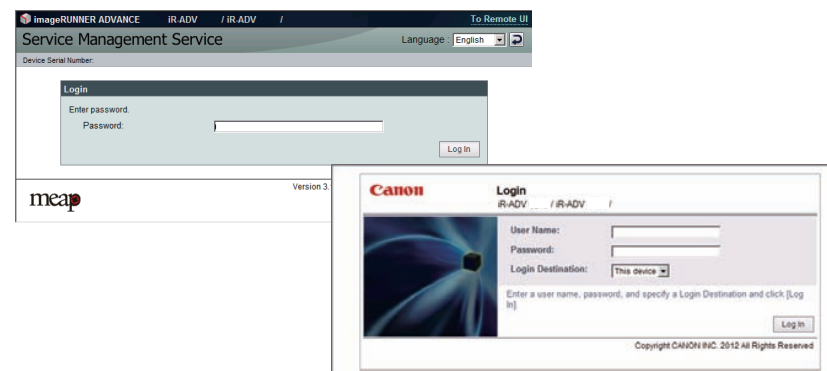 imageRUNNER ADVANCE iR-ADV / iR-ADV / To Remote UI
Service Management Service Language : English
Device Serial Number:
Login
Enter password.
Password:
Log In
meap Version 3.
Canon Login
iR-ADV / iR-ADV /
User Name:
Password:
Login Destination: This device
Enter a user name, password, and specify a Login Destination and click [Log
In]
Log In
Copyright CANON INC. 2012 All Rights Reserved